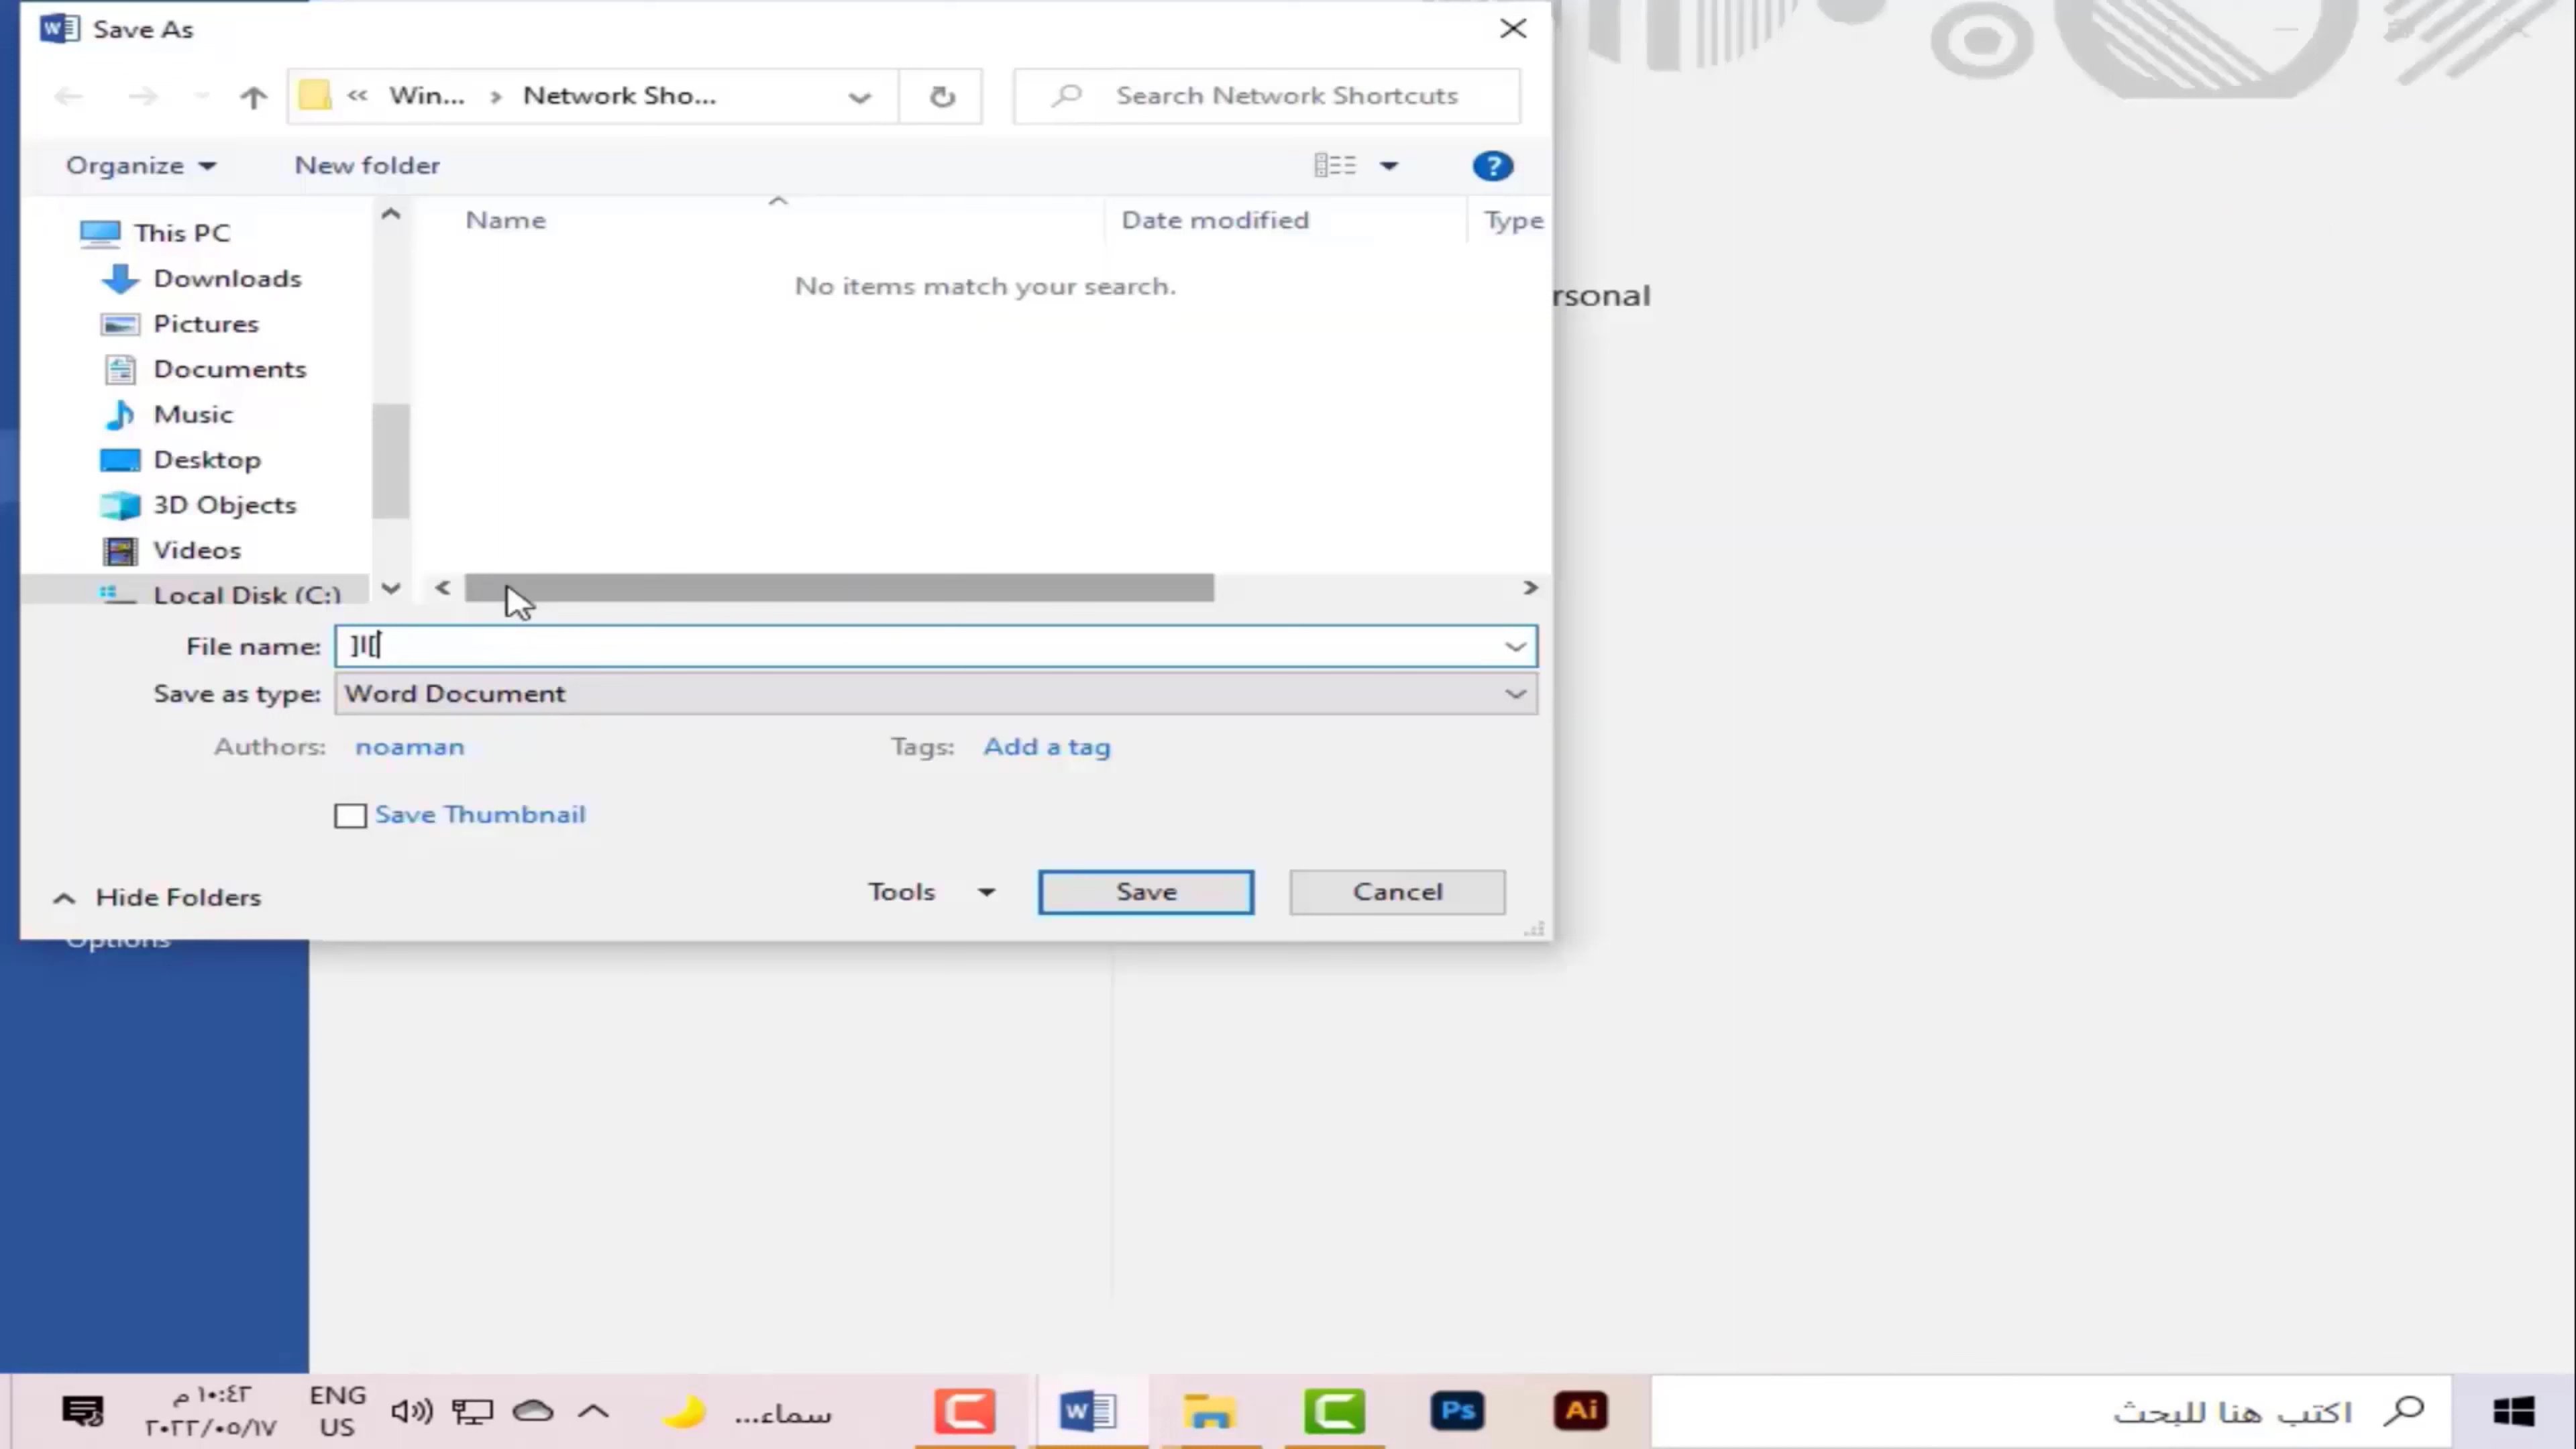 Save As
« Win... > Network Sho...
Search Network Shortcuts
Organize
New folder
Name
Date modified
Type
No items match your search.
This PC
Downloads
Pictures
Documents
Music
Desktop
3D Objects
Videos
Local Disk (C:)
rsonal
File name: ]l[
Save as type: Word Document
Authors: noaman
Tags: Add a tag
Save Thumbnail
Hide Folders
Tools
Save
Cancel
Options
١٠:٤٣ م
٢٠٢٢/٠٥/١٧
ENG
US
سماء...
Ps
Ai
اكتب هنا للبحث